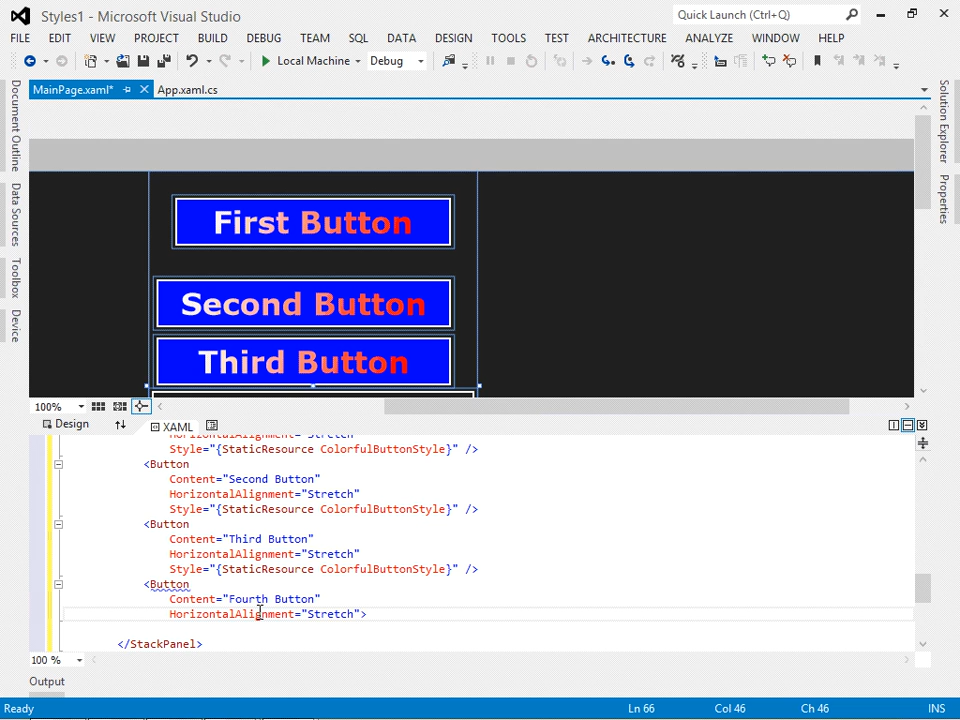 Styles1 - Microsoft Visual Studio
Quick Launch (Ctrl+Q)
FILE EDIT VIEW PROJECT BUILD DEBUG TEAM SQL DATA DESIGN TOOLS TEST ARCHITECTURE ANALYZE WINDOW HELP
Local Machine Debug
MainPage.xaml* App.xaml.cs
Document Outline
Data Sources
Toolbox
Device
Solution Explorer
Properties
First Button
Second Button
Third Button
100%
Design XAML
HorizontalAlignment="Stretch"
Style="{StaticResource ColorfulButtonStyle}" />
<Button
Content="Second Button"
HorizontalAlignment="Stretch"
Style="{StaticResource ColorfulButtonStyle}" />
<Button
Content="Third Button"
HorizontalAlignment="Stretch"
Style="{StaticResource ColorfulButtonStyle}" />
<Button
Content="Fourth Button"
HorizontalAlignment="Stretch">
</StackPanel>
100 %
Output
Ready Ln 66 Col 46 Ch 46 INS